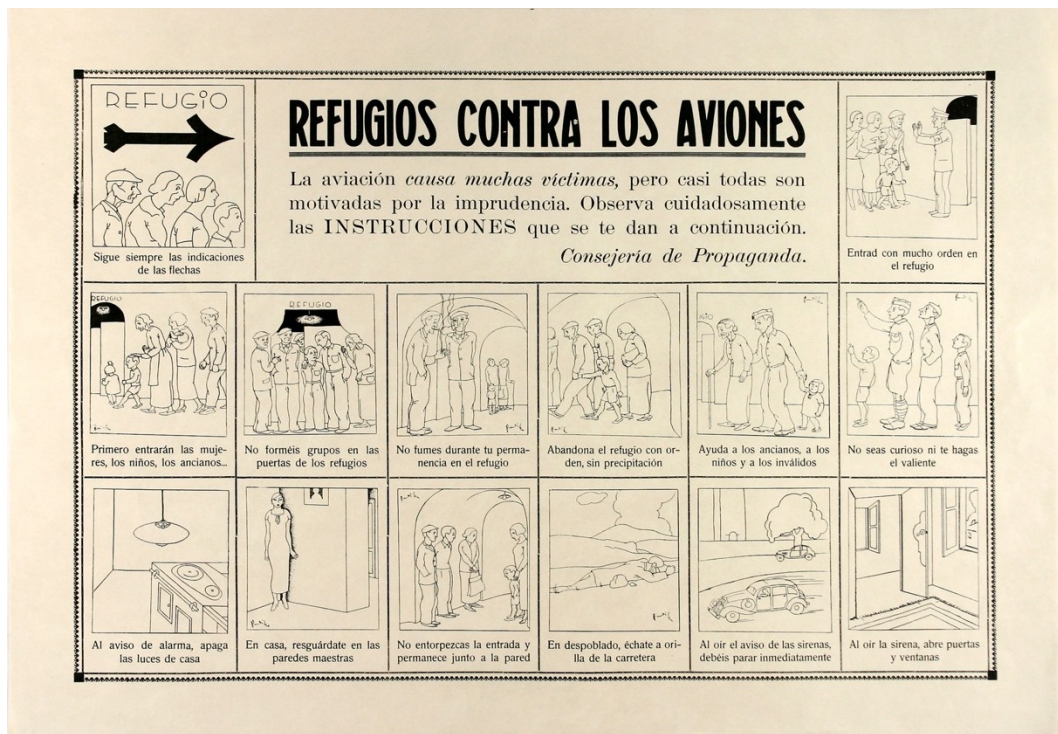 REFUGIO
Sigue siempre las indicaciones
de las flechas
REFUGIOS CONTRA LOS AVIONES
La aviación causa muchas víctimas, pero casi todas son
motivadas por la imprudencia. Observa cuidadosamente
las INSTRUCCIONES que se te dan a continuación.
Consejería de Propaganda.
Entrad con mucho orden en
el refugio
REFUGIO
Primero entrarán las muje-
res, los niños, los ancianos...
REFUGIO
No forméis grupos en las
puertas de los refugios
No fumes durante tu perma-
nencia en el refugio
Abandona el refugio con or-
den, sin precipitación
Ayuda a los ancianos, a los
niños y a los inválidos
No seas curioso ni te hagas
el valiente
Al aviso de alarma, apaga
las luces de casa
En casa, resguárdate en las
paredes maestras
No entorpezcas la entrada y
permanece junto a la pared
En despoblado, échate a ori-
lla de la carretera
Al oir el aviso de las sirenas,
debéis parar inmediatamente
Al oir la sirena, abre puertas
y ventanas